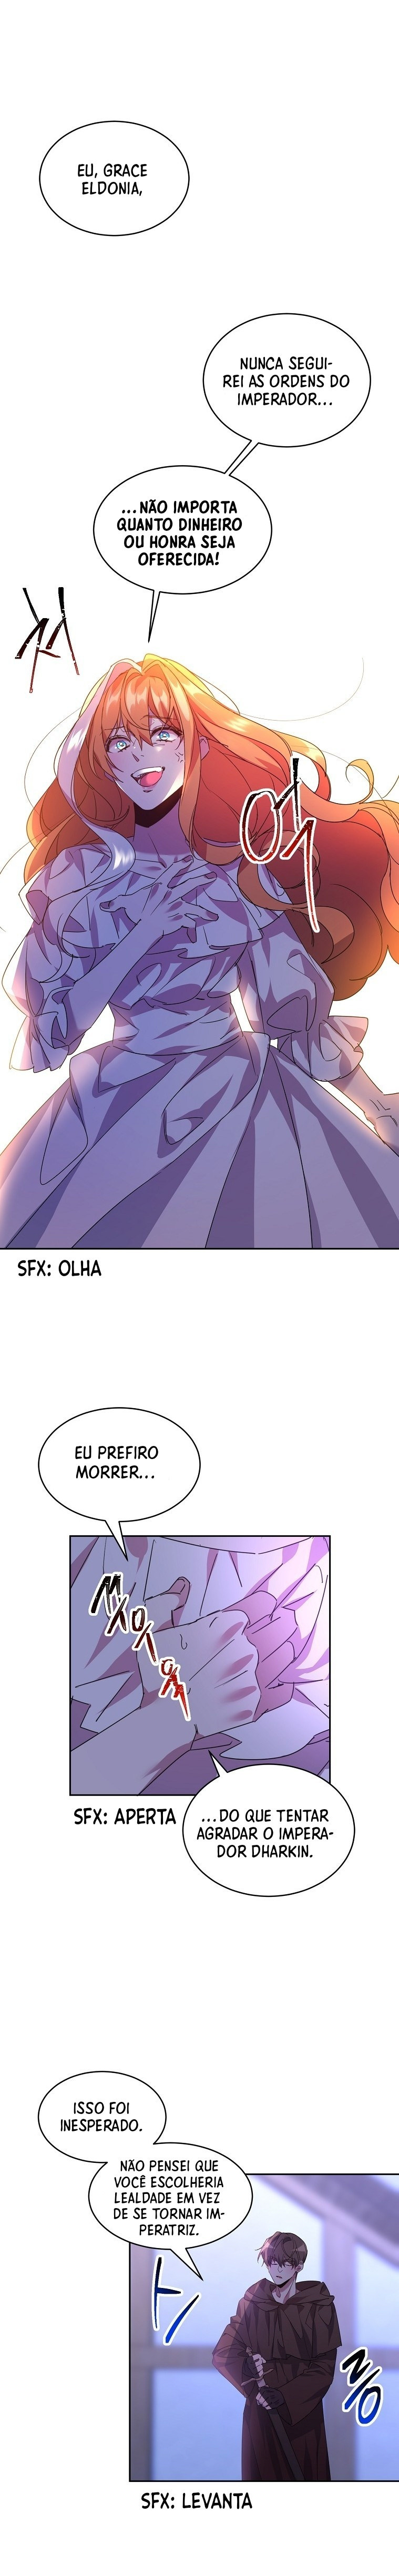 EU, GRACE
ELDONIA,
NUNCA SEGUI-
REI AS ORDENS DO
IMPERADOR...
...NÃO IMPORTA
QUANTO DINHEIRO
OU HONRA SEJA
OFERECIDA!
SFX: OLHA
EU PREFIRO
MORRER...
SFX: APERTA
...DO QUE TENTAR
AGRADAR O IMPERA-
DOR DHARKIN.
ISSO FOI
INESPERADO.
NÃO PENSEI QUE
VOCÊ ESCOLHERIA
LEALDADE EM VEZ
DE SE TORNAR IM-
PERATRIZ.
SFX: LEVANTA